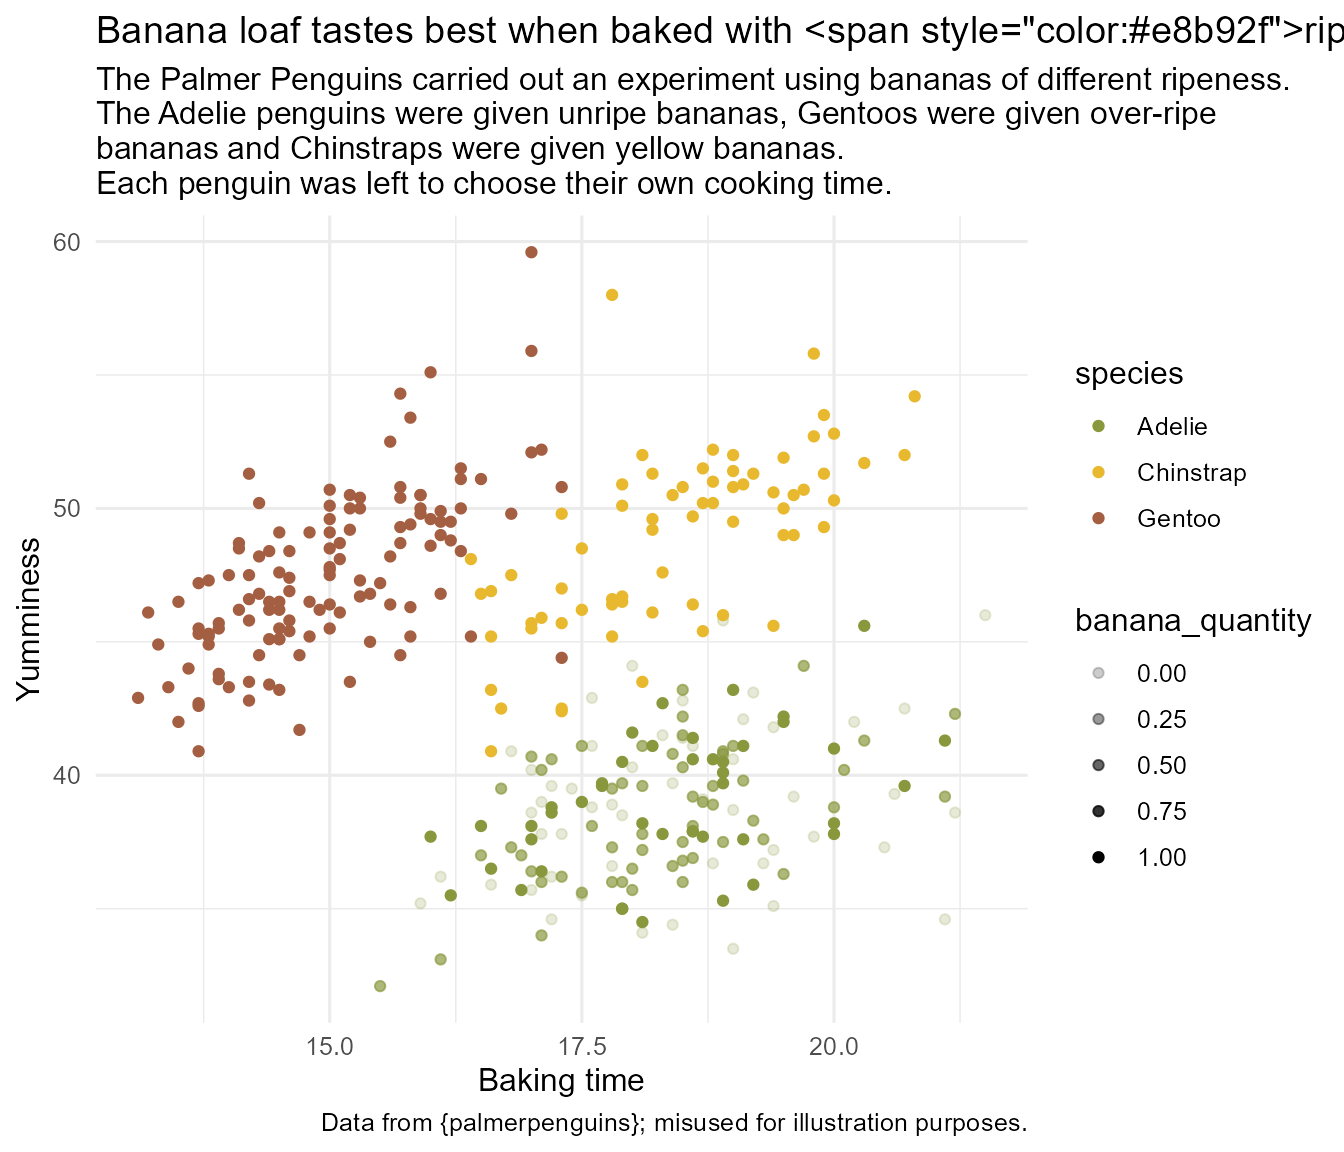 Banana loaf tastes best when baked with <span style="color:#e8b92f">rip
The Palmer Penguins carried out an experiment using bananas of different ripeness.
The Adelie penguins were given unripe bananas, Gentoos were given over-ripe
bananas and Chinstraps were given yellow bananas.
Each penguin was left to choose their own cooking time.
60
50
40
Yumminess
15.0 17.5 20.0
Baking time
species
Adelie
Chinstrap
Gentoo
banana_quantity
0.00
0.25
0.50
0.75
1.00
Data from {palmerpenguins}; misused for illustration purposes.